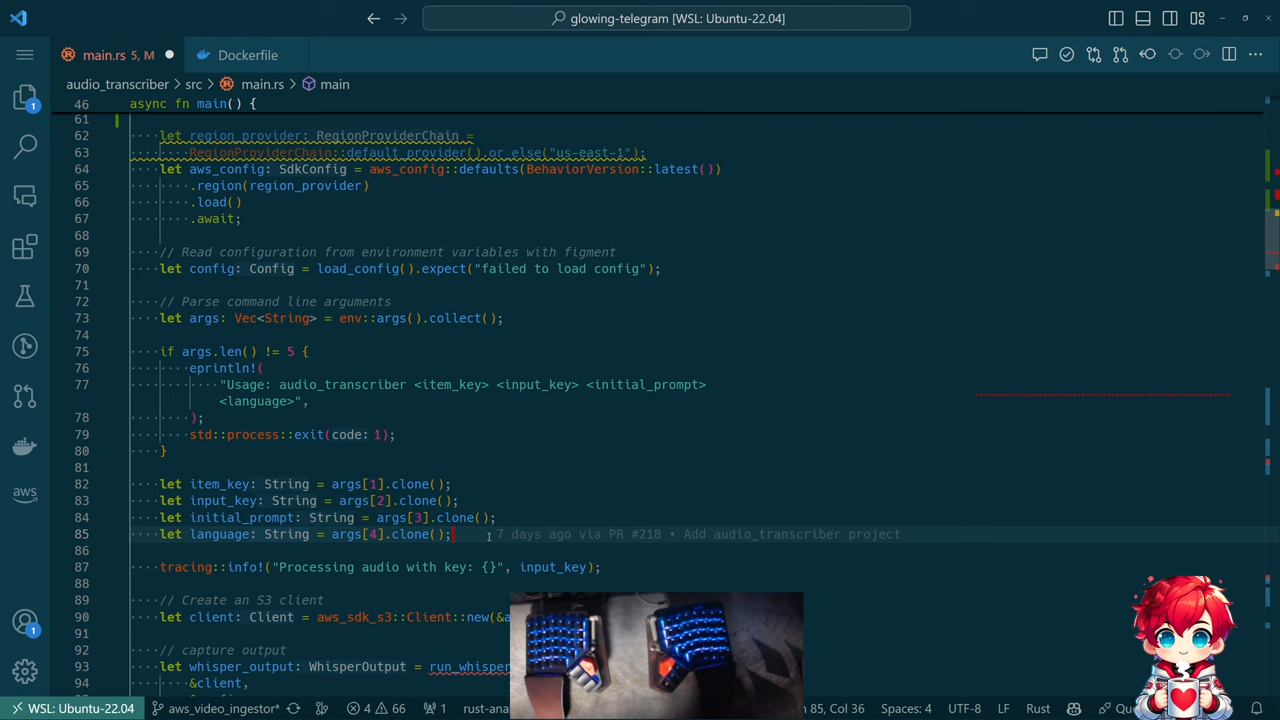 glowing-telegram [WSL: Ubuntu-22.04]
main.rs 5, M
Dockerfile
audio_transcriber > src > main.rs > main
46 async fn main() {
61
62 let region_provider: RegionProviderChain =
63 RegionProviderChain::default_provider().or_else("us-east-1");
64 let aws_config: SdkConfig = aws_config::defaults(BehaviorVersion::latest())
65 .region(region_provider)
66 .load()
67 .await;
68
69 // Read configuration from environment variables with figment
70 let config: Config = load_config().expect("failed to load config");
71
72 // Parse command line arguments
73 let args: Vec<String> = env::args().collect();
74
75 if args.len() != 5 {
76 eprintln!(
77 "Usage: audio_transcriber <item_key> <input_key> <initial_prompt>
<language>",
78 );
79 std::process::exit(code: 1);
80 }
81
82 let item_key: String = args[1].clone();
83 let input_key: String = args[2].clone();
84 let initial_prompt: String = args[3].clone();
85 let language: String = args[4].clone(); 7 days ago via PR #218 • Add audio_transcriber project
86
87 tracing::info!("Processing audio with key: {}", input_key);
88
89 // Create an S3 client
90 let client: Client = aws_sdk_s3::Client::new(&a
91
92 // capture output
93 let whisper_output: WhisperOutput = run_whisper
94 &client,
1
1
aws
WSL: Ubuntu-22.04 aws_video_ingestor* 4 66 1 rust-ana 85, Col 36 Spaces: 4 UTF-8 LF Rust